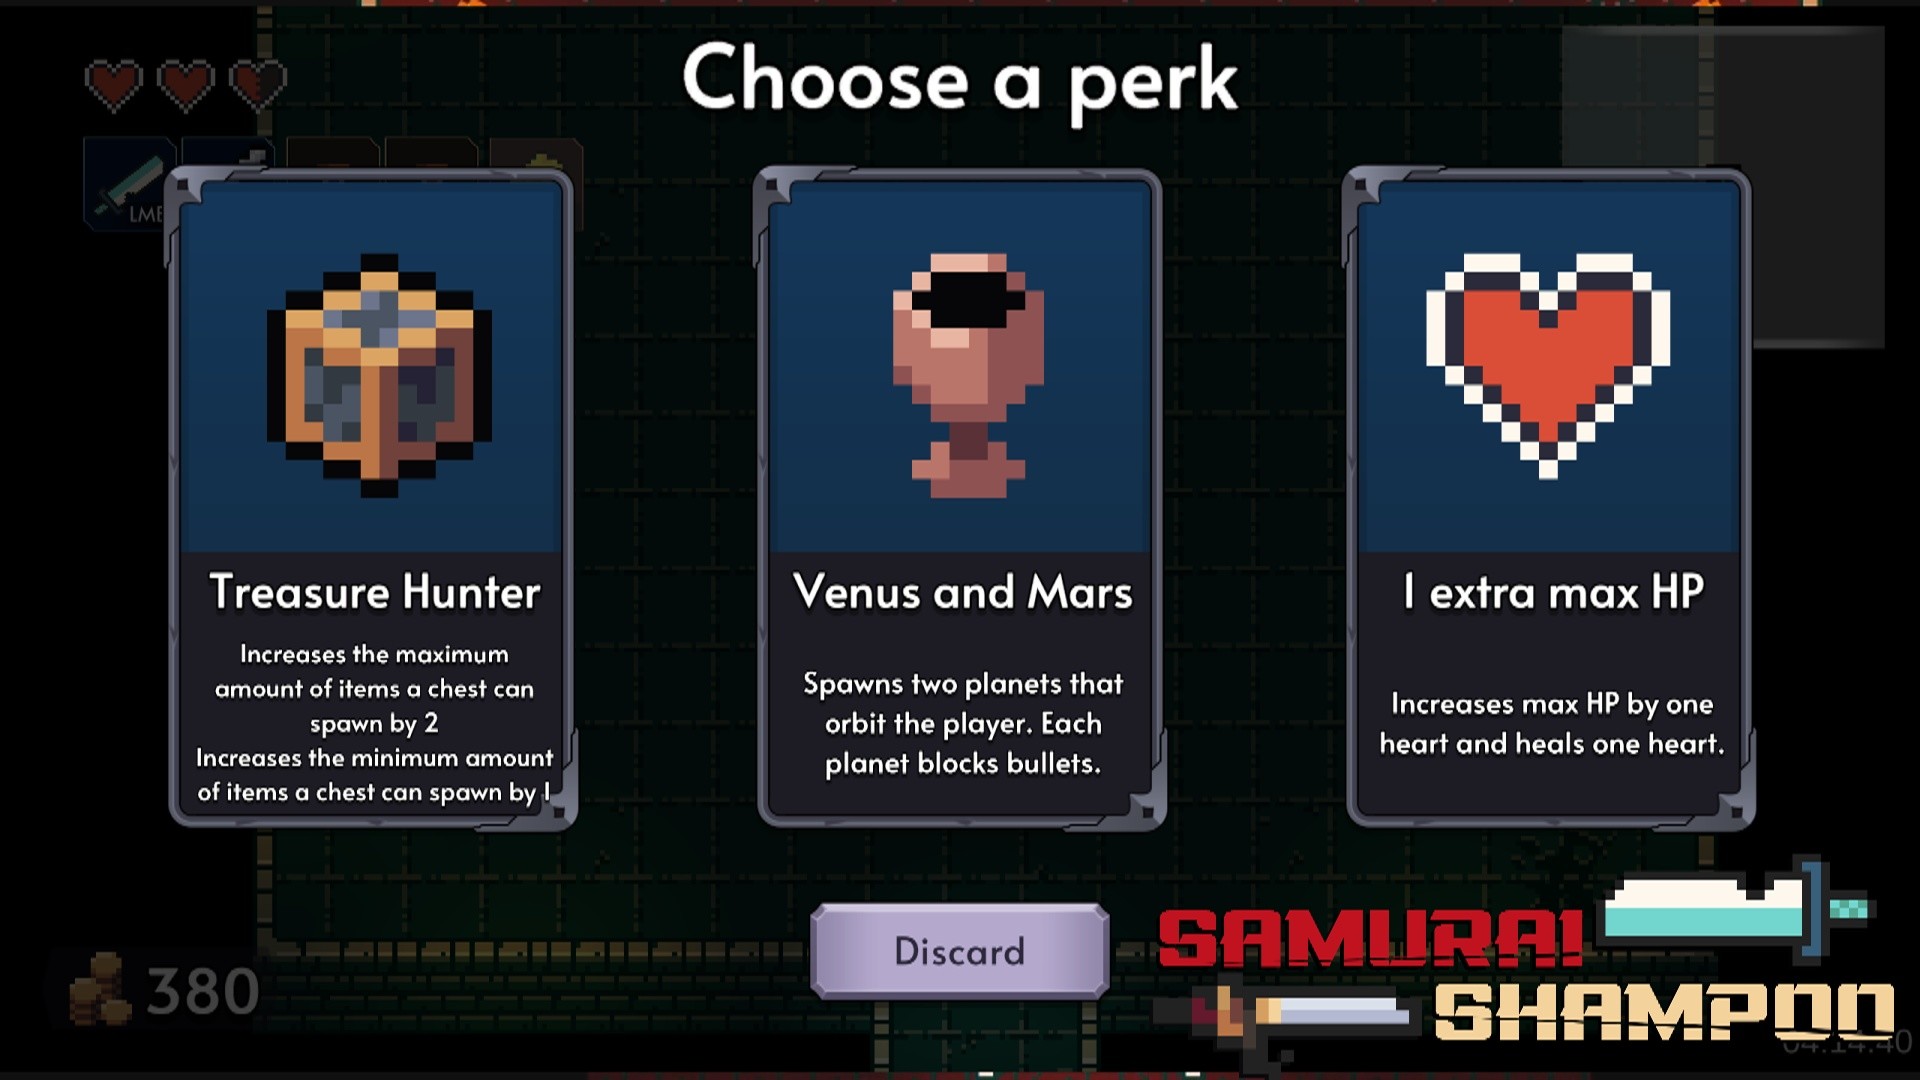 Choose a perk
LMB
Treasure Hunter
Increases the maximum
amount of items a chest can
spawn by 2
Increases the minimum amount
of items a chest can spawn by 1
Venus and Mars
Spawns two planets that
orbit the player. Each
planet blocks bullets.
1 extra max HP
Increases max HP by one
heart and heals one heart.
Discard
380
SAMURAI
SHAMPOO